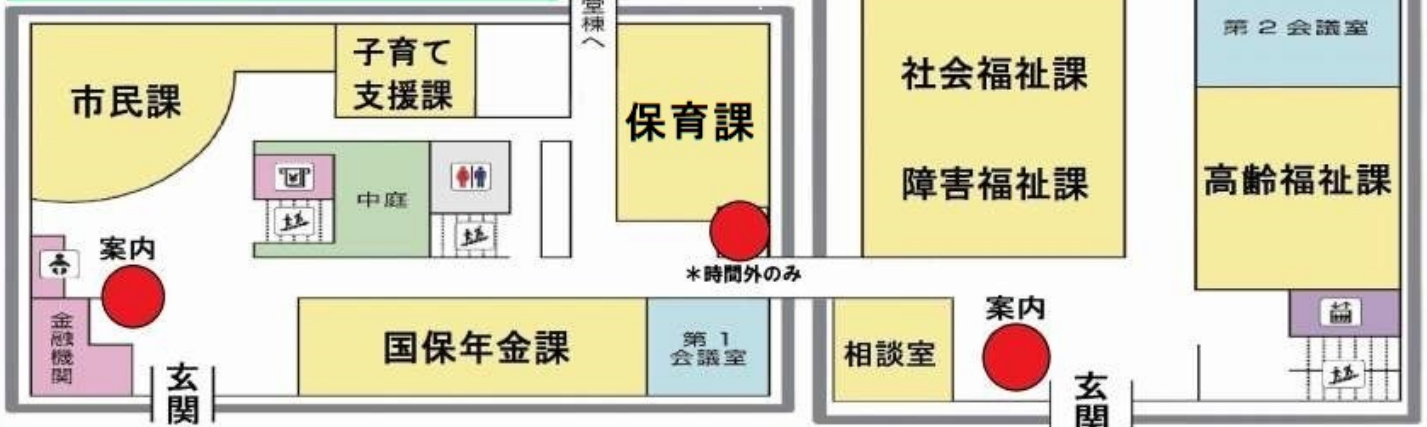 堂棟へ
市民課
子育て
支援課
保育課
中庭
案内
＊時間外のみ
金融機関
国保年金課
第１
会議室
玄関
社会福祉課
障害福祉課
第２会議室
高齢福祉課
相談室
案内
玄関